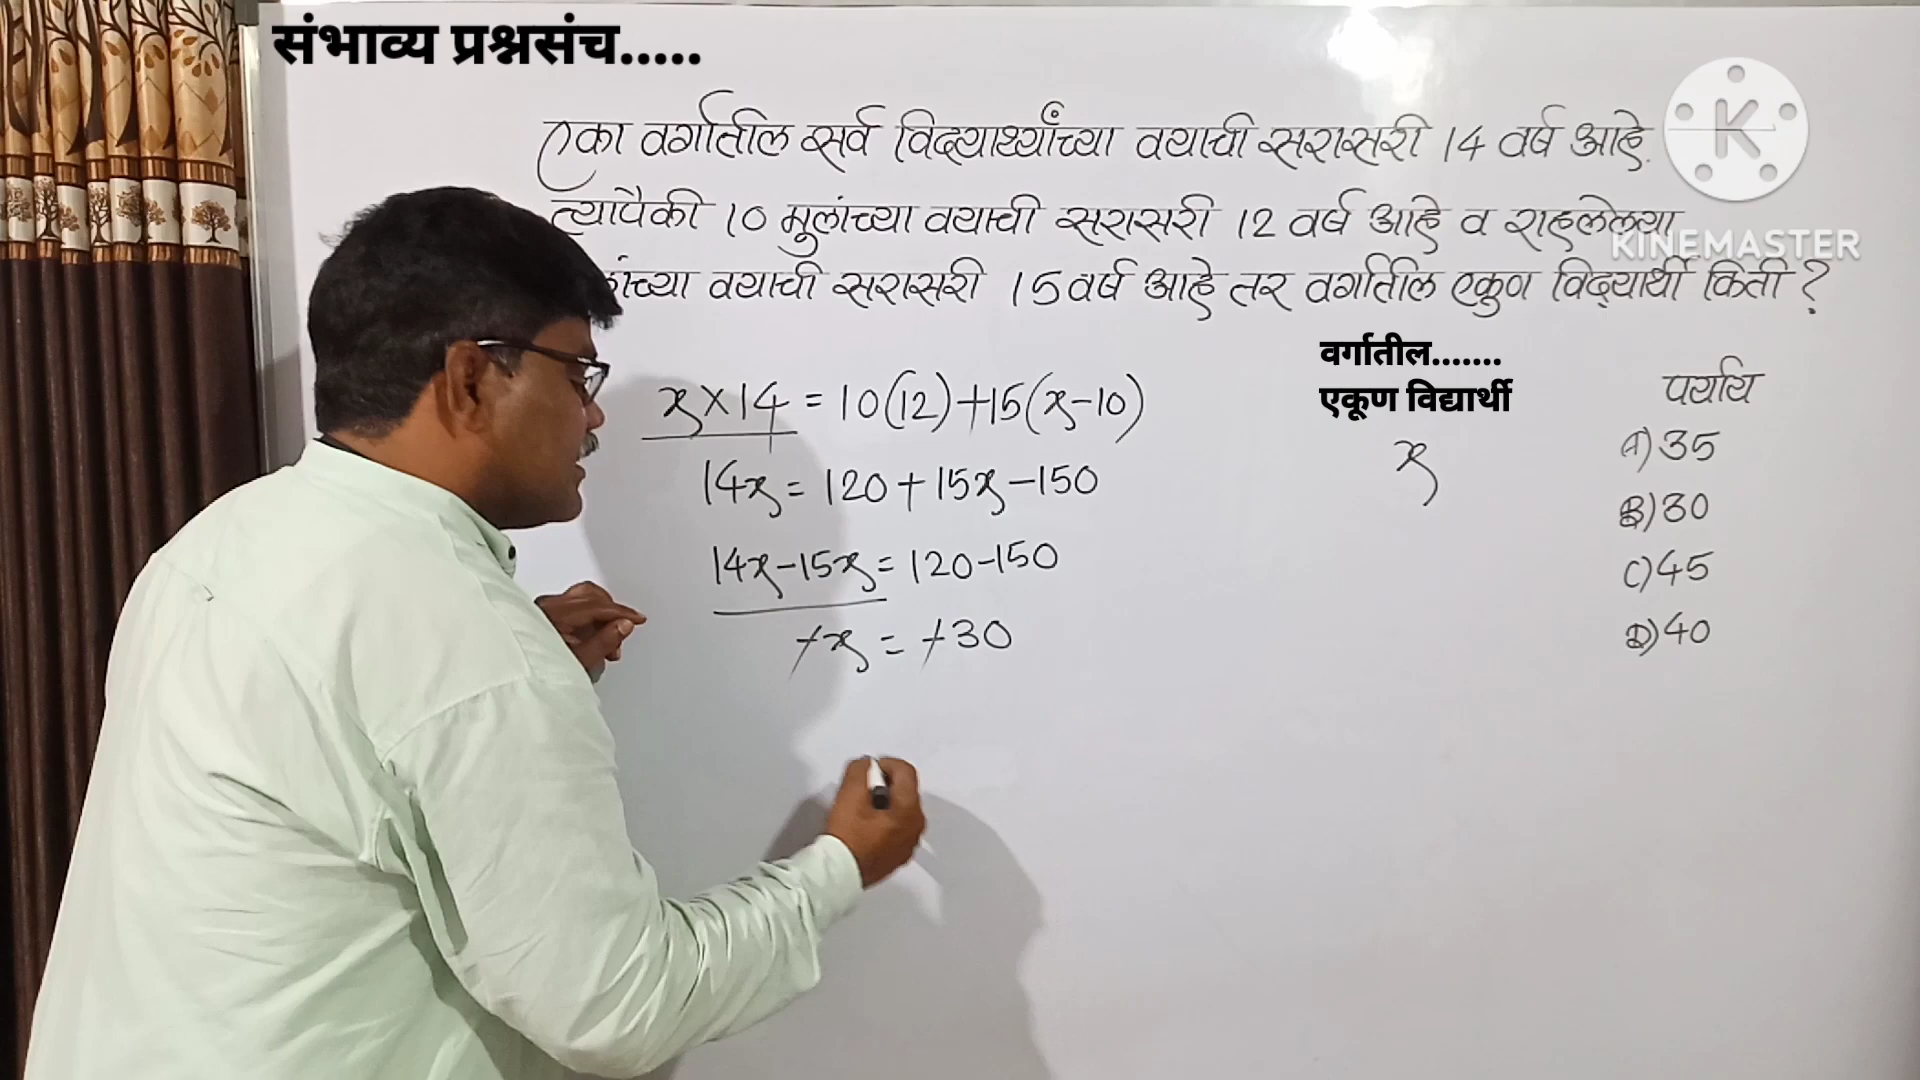 संभाव्य प्रश्नसंच.....
एका वर्गातील सर्व विद्यार्थ्यांच्या वयाची सरासरी 14 वर्ष आहे.
त्यापैकी 10 मुलांच्या वयाची सरासरी 12 वर्ष आहे व राहलेल्या
वयाची सरासरी 15 वर्ष आहे तर वर्गातील एकुण विद्यार्थी किती ?
x×14 = 10(12)+15(x-10)
14x = 120+15x-150
14x-15x = 120-150
-x = -30
वर्गातील.......
एकूण विद्यार्थी
x
पर्याय
A) 35
B) 30
C) 45
D) 40
K
KINEMASTER